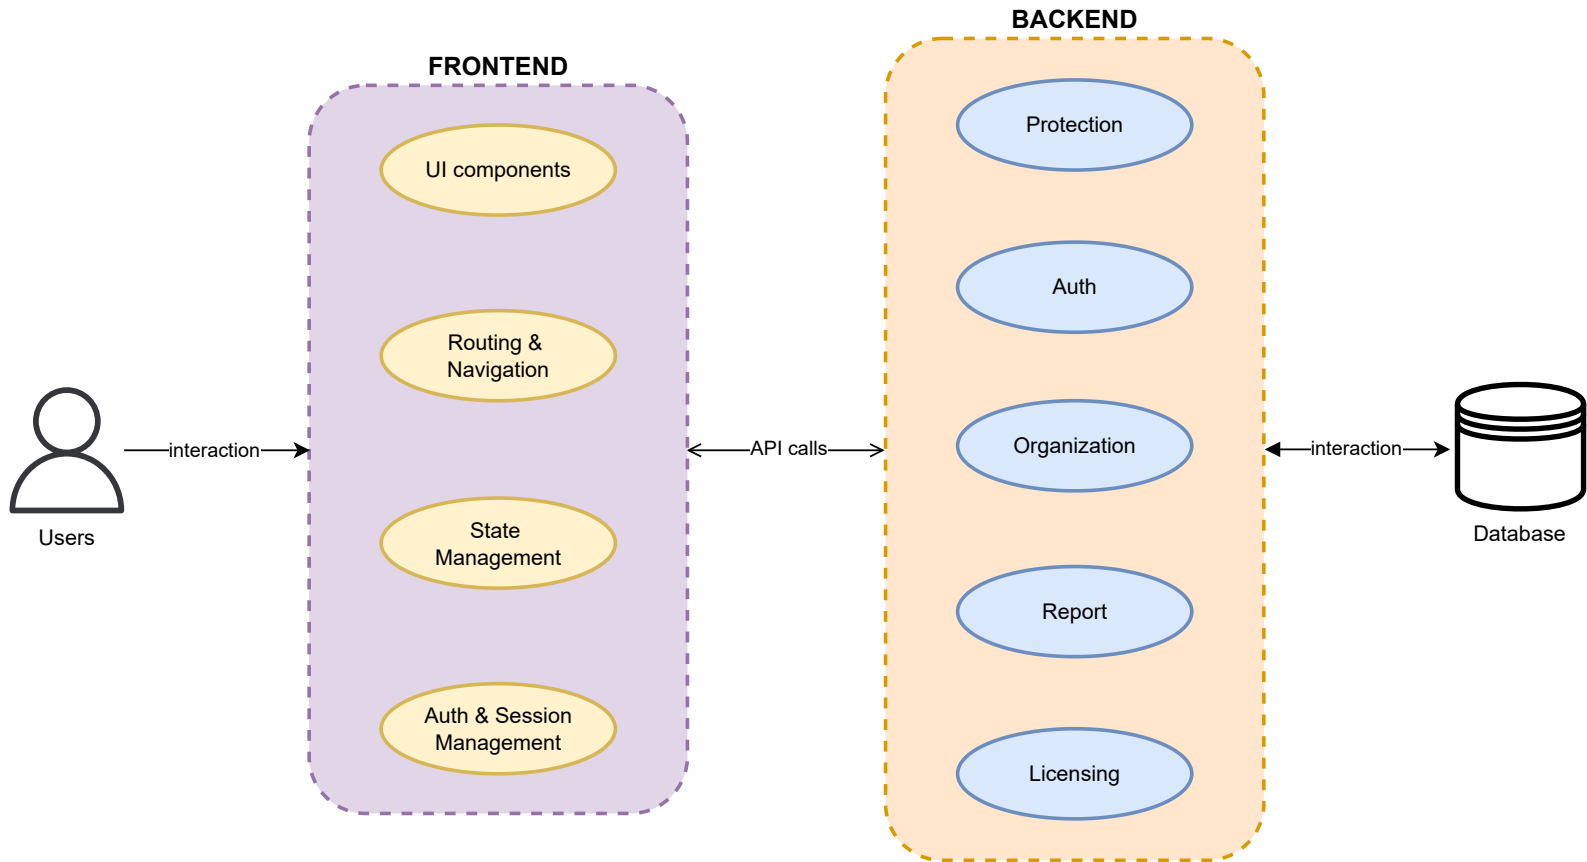 BACKEND
FRONTEND
UI components
Routing &
Navigation
State
Management
Auth & Session
Management
Protection
Auth
Organization
Report
Licensing
interaction
API calls
interaction
Users
Database